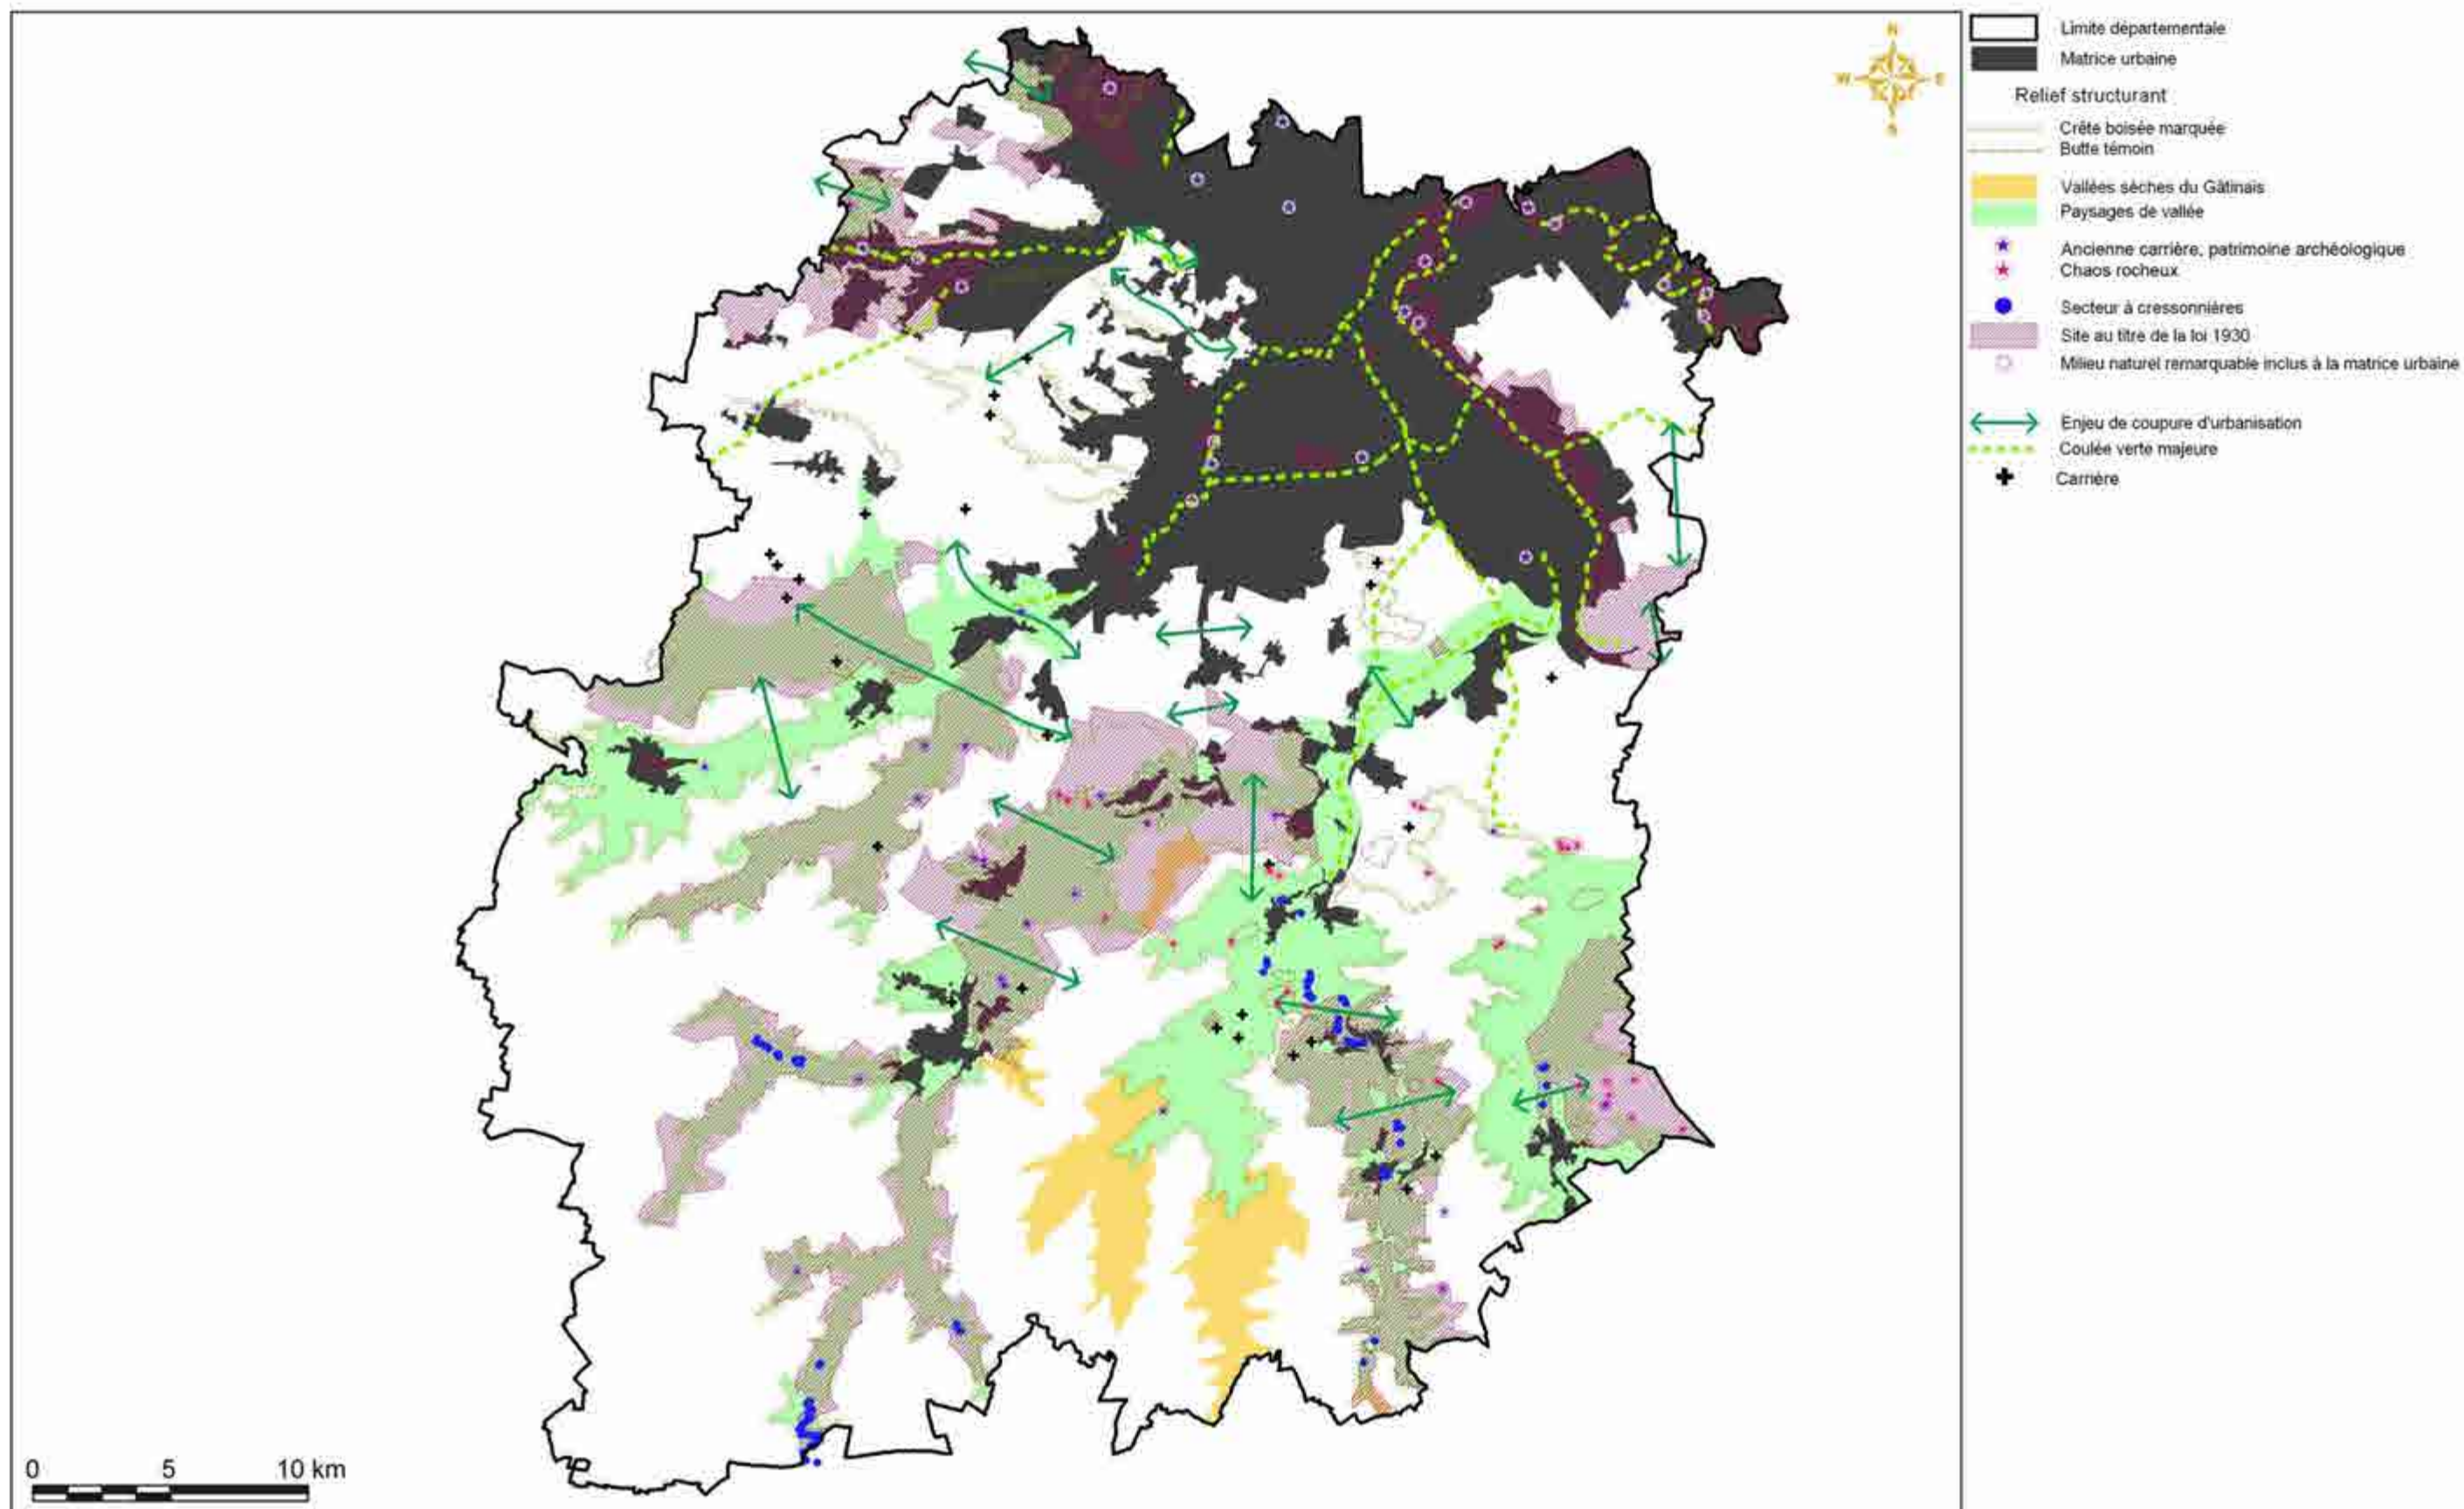 N
W
E
S
Limite départementale
Matrice urbaine
Relief structurant
Crête boisée marquée
Butte témoin
Vallées sèches du Gâtinais
Paysages de vallée
Ancienne carrière, patrimoine archéologique
Chaos rocheux
Secteur à cressonnières
Site au titre de la loi 1930
Milieu naturel remarquable inclus à la matrice urbaine
Enjeu de coupure d'urbanisation
Coulée verte majeure
Carrière
0 5 10 km